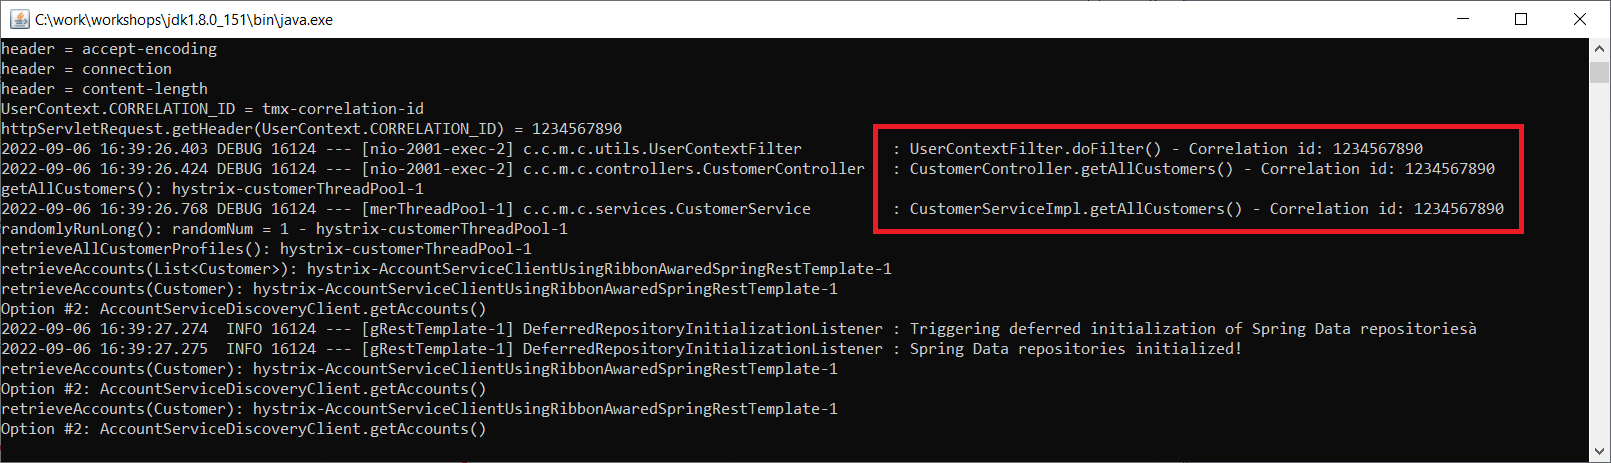 C:\work\workshops\jdk1.8.0_151\bin\java.exe
header = accept-encoding
header = connection
header = content-length
UserContext.CORRELATION_ID = tmx-correlation-id
httpServletRequest.getHeader(UserContext.CORRELATION_ID) = 1234567890
2022-09-06 16:39:26.403 DEBUG 16124 --- [nio-2001-exec-2] c.c.m.c.utils.UserContextFilter          : UserContextFilter.doFilter() - Correlation id: 1234567890
2022-09-06 16:39:26.424 DEBUG 16124 --- [nio-2001-exec-2] c.c.m.c.controllers.CustomerController   : CustomerController.getAllCustomers() - Correlation id: 1234567890
getAllCustomers(): hystrix-customerThreadPool-1
2022-09-06 16:39:26.768 DEBUG 16124 --- [merThreadPool-1] c.c.m.c.services.CustomerService         : CustomerServiceImpl.getAllCustomers() - Correlation id: 1234567890
randomlyRunLong(): randomNum = 1 - hystrix-customerThreadPool-1
retrieveAllCustomerProfiles(): hystrix-customerThreadPool-1
retrieveAccounts(List<Customer>): hystrix-AccountServiceClientUsingRibbonAwaredSpringRestTemplate-1
retrieveAccounts(Customer): hystrix-AccountServiceClientUsingRibbonAwaredSpringRestTemplate-1
Option #2: AccountServiceDiscoveryClient.getAccounts()
2022-09-06 16:39:27.274  INFO 16124 --- [gRestTemplate-1] DeferredRepositoryInitializationListener : Triggering deferred initialization of Spring Data repositoriesà
2022-09-06 16:39:27.275  INFO 16124 --- [gRestTemplate-1] DeferredRepositoryInitializationListener : Spring Data repositories initialized!
retrieveAccounts(Customer): hystrix-AccountServiceClientUsingRibbonAwaredSpringRestTemplate-1
Option #2: AccountServiceDiscoveryClient.getAccounts()
retrieveAccounts(Customer): hystrix-AccountServiceClientUsingRibbonAwaredSpringRestTemplate-1
Option #2: AccountServiceDiscoveryClient.getAccounts()